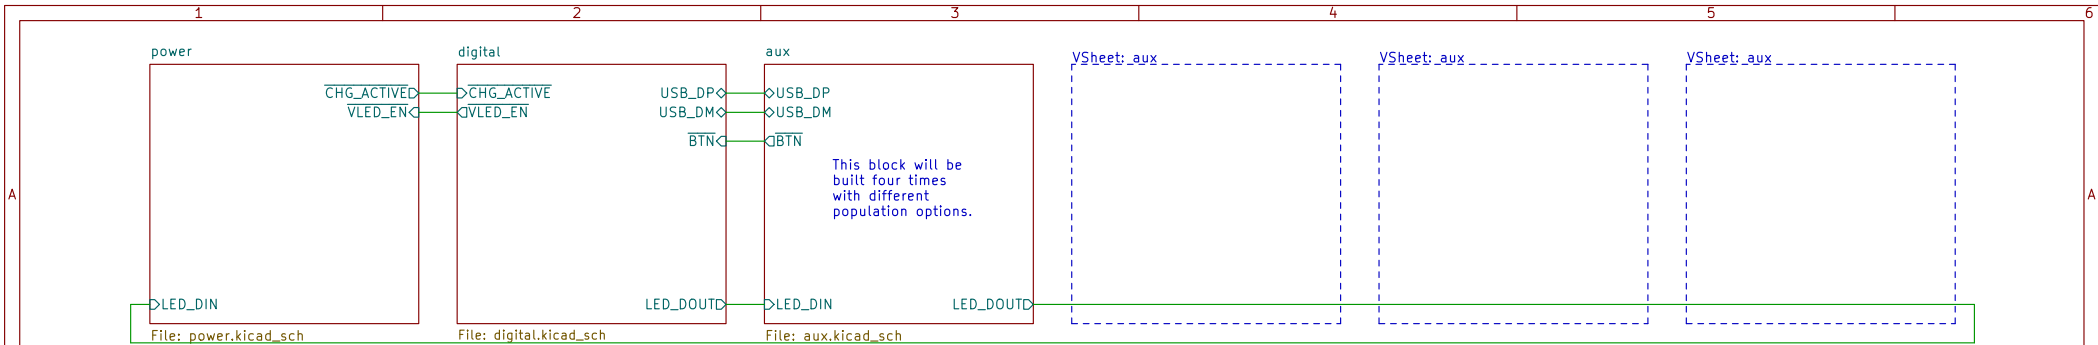 1 2 3 4 5 6
power digital aux VSheet: aux VSheet: aux VSheet: aux
CHG_ACTIVE CHG_ACTIVE USB_DP USB_DP
VLED_EN VLED_EN USB_DM USB_DM
BTN BTN
This block will be
built four times
A with different A
population options.
LED_DIN LED_DOUT LED_DIN LED_DOUT
File: power.kicad_sch File: digital.kicad_sch File: aux.kicad_sch